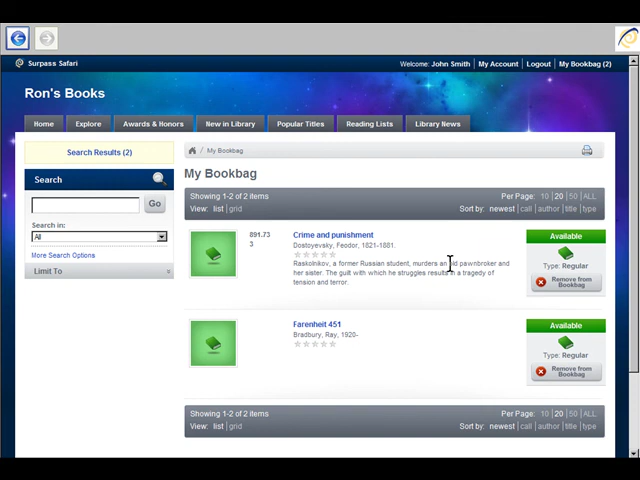 Surpass Safari
Welcome: John Smith | My Account | Logout | My Bookbag (2)
Ron's Books
Home Explore Awards & Honors New in Library Popular Titles Reading Lists Library News
Search Results (2)
/ My Bookbag
Search
My Bookbag
Showing 1-2 of 2 items
Per Page: 10 | 20 | 50 | ALL
Go
View: list | grid
Sort by: newest | call | author | title | type
Search in:
All
More Search Options
Limit To
891.73
3
Crime and punishment
Dostoyevsky, Feodor, 1821-1881.
Raskolnikov, a former Russian student, murders an old pawnbroker and
her sister. The guilt with which he struggles results in a tragedy of
tension and terror.
Available
Type: Regular
Remove from
Bookbag
Farenheit 451
Bradbury, Ray, 1920-
Available
Type: Regular
Remove from
Bookbag
Showing 1-2 of 2 items
Per Page: 10 | 20 | 50 | ALL
View: list | grid
Sort by: newest | call | author | title | type